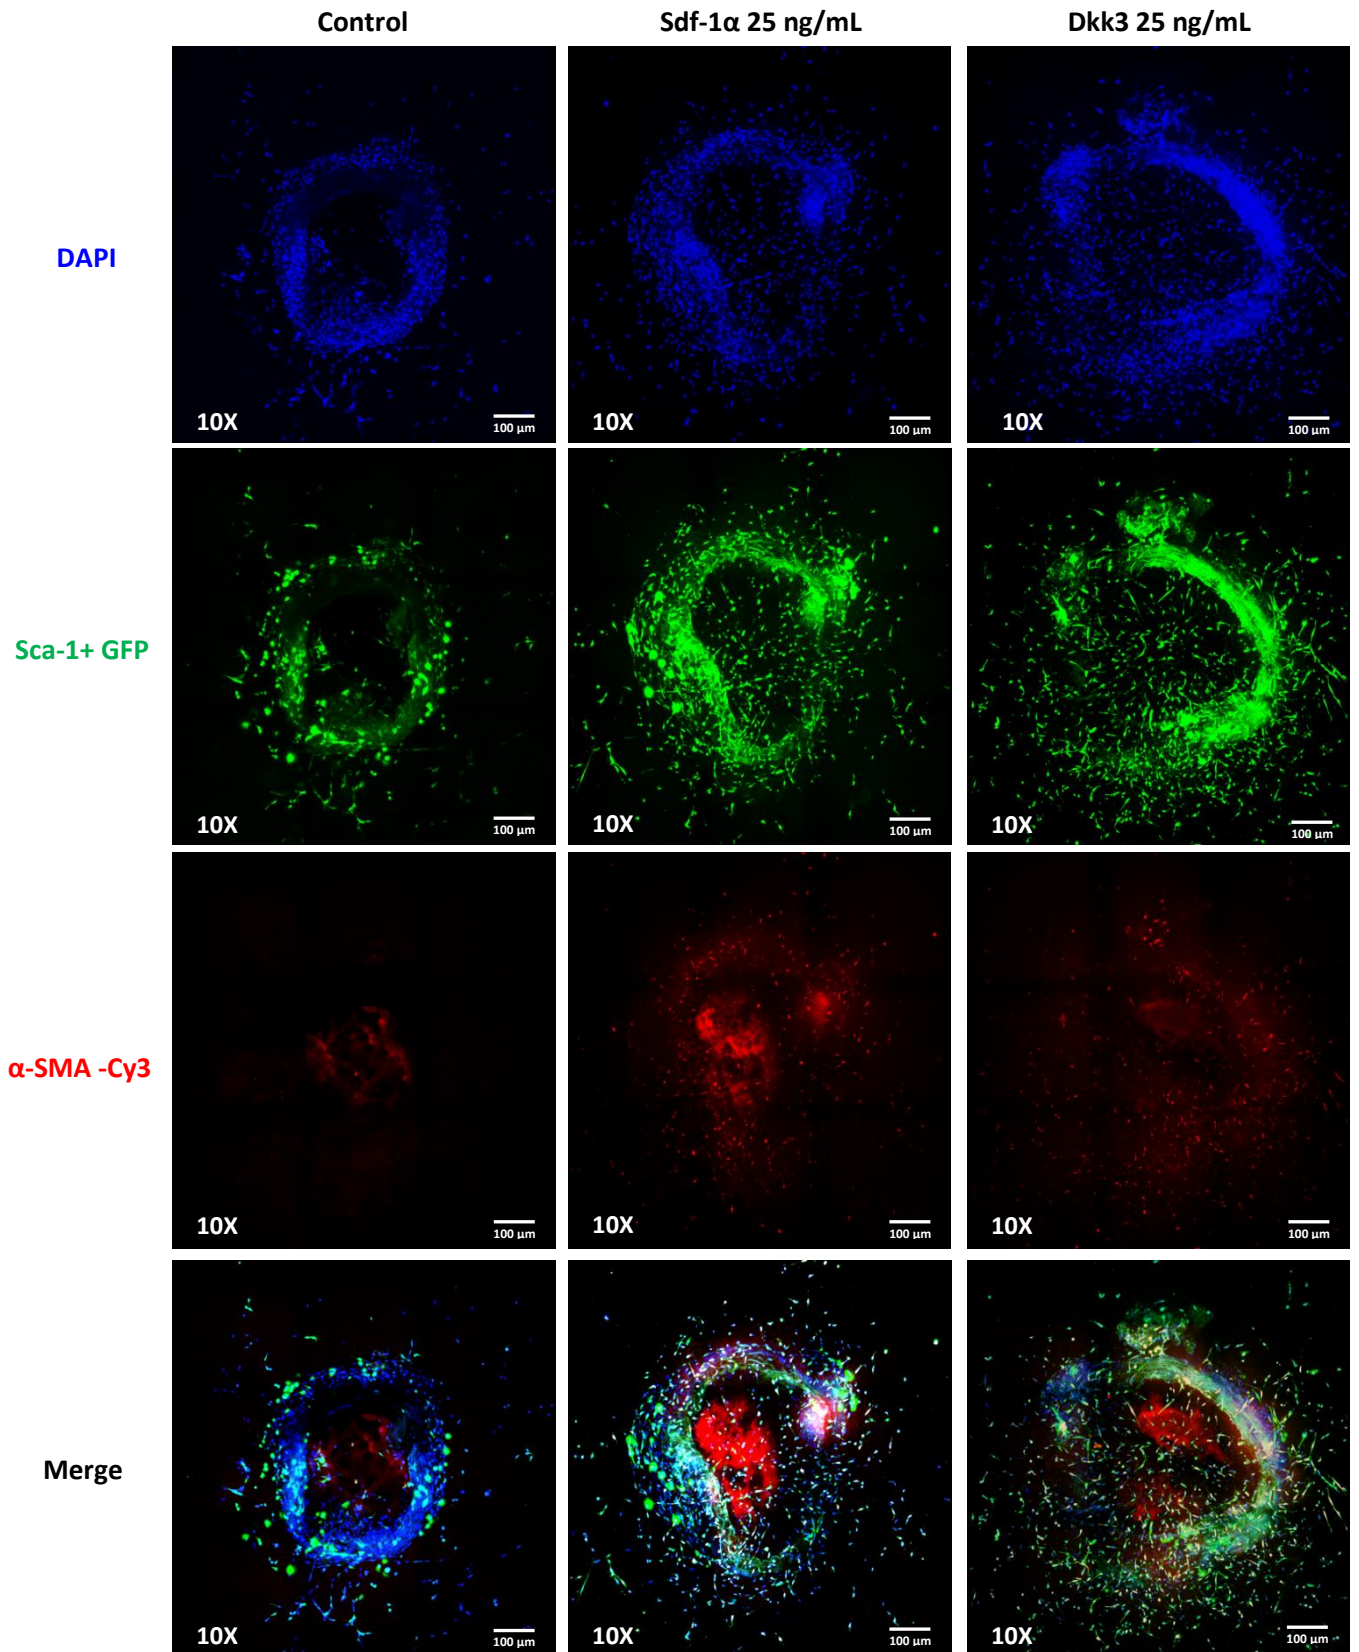 Control Sdf-1α 25 ng/mL Dkk3 25 ng/mL
DAPI
10X 100 µm 10X 100 µm 10X 100 µm
Sca-1+ GFP
10X 100 µm 10X 100 µm 10X 100 µm
α-SMA -Cy3
10X 100 µm 10X 100 µm 10X 100 µm
Merge
10X 100 µm 10X 100 µm 10X 100 µm